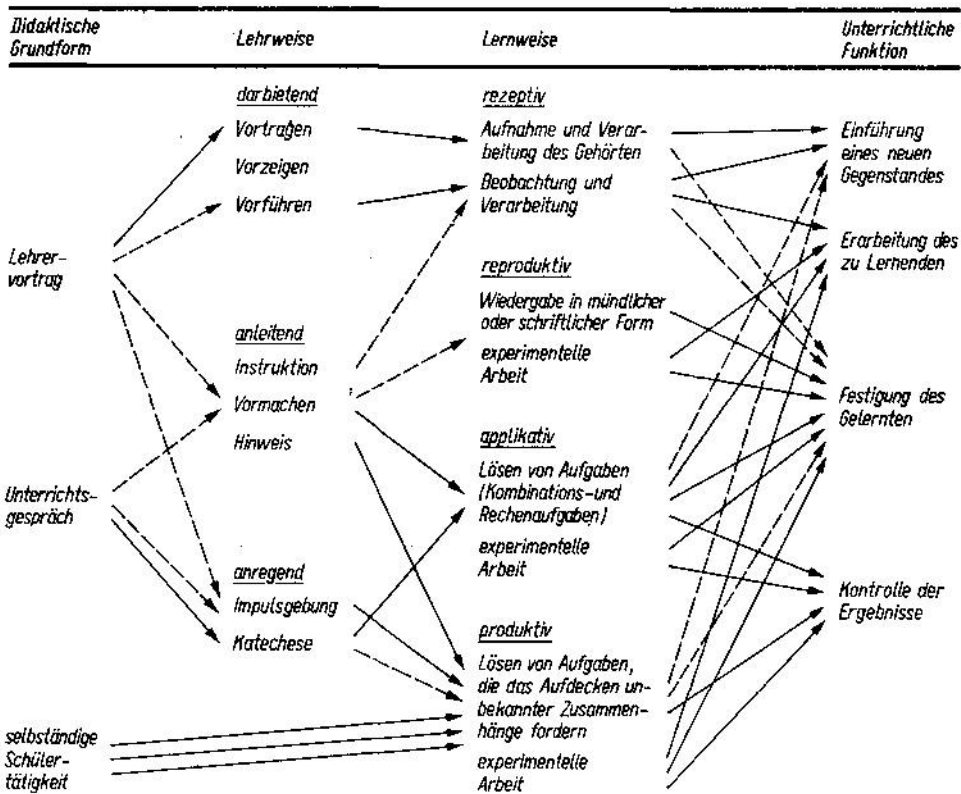 Didaktische
Grundform
Lehrweise
Lernweise
Unterrichtliche
Funktion
Lehrer-
vortrag
Unterrichts-
gespräch
selbständige
Schüler-
tätigkeit
darbietend
Vortragen
Vorzeigen
Vorführen
anleitend
Instruktion
Vormachen
Hinweis
anregend
Impulsgebung
Katechese
rezeptiv
Aufnahme und Verar-
beitung des Gehörten
Beobachtung und
Verarbeitung
reproduktiv
Wiedergabe in mündlicher
oder schriftlicher Form
experimentelle
Arbeit
applikativ
Lösen von Aufgaben
(Kombinations- und
Rechenaufgaben)
experimentelle
Arbeit
produktiv
Lösen von Aufgaben,
die das Aufdecken un-
bekannter Zusammen-
hänge fordern
experimentelle
Arbeit
Einführung
eines neuen
Gegenstandes
Erarbeitung des
zu Lernenden
Festigung des
Gelernten
Kontrolle der
Ergebnisse